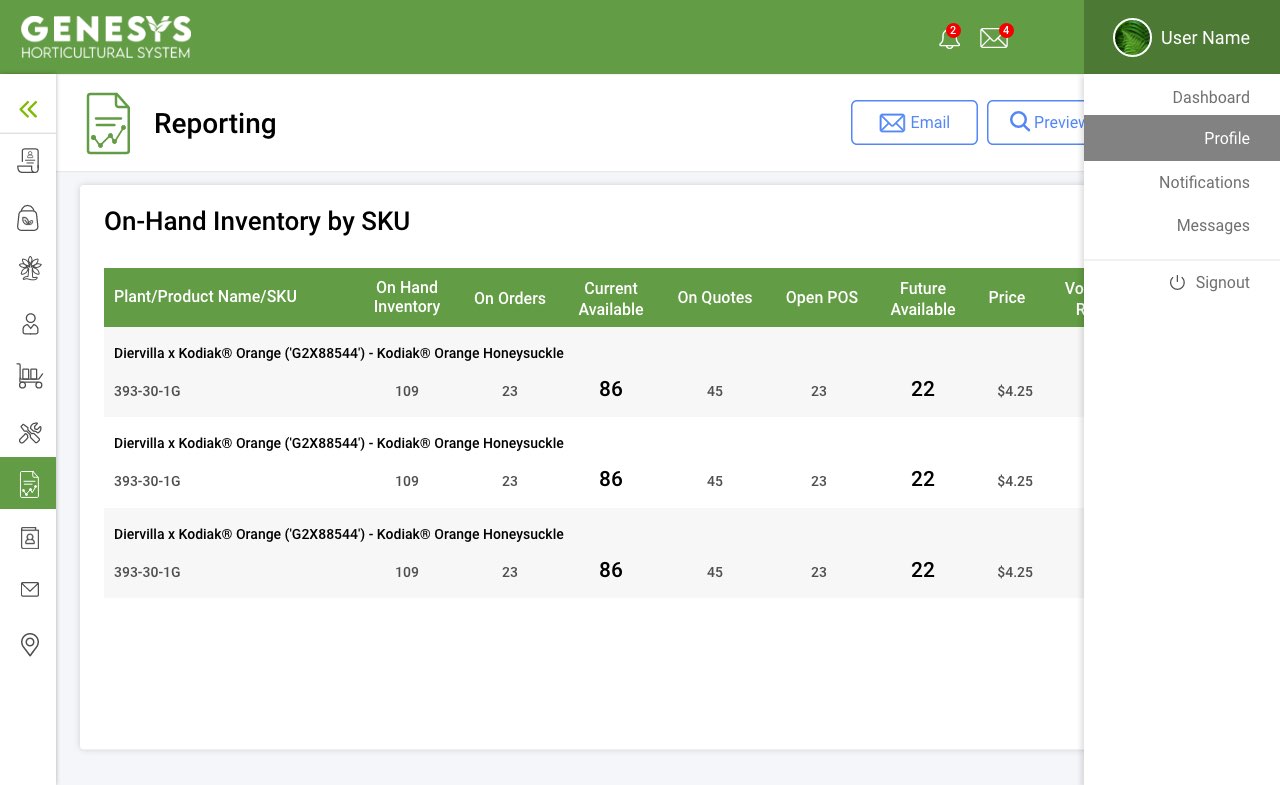 GENESYS
HORTICULTURAL SYSTEM
2
4
User Name
Dashboard
Profile
Notifications
Messages
Signout
Reporting
Email
Preview
On-Hand Inventory by SKU
Plant/Product Name/SKU
On Hand Inventory
On Orders
Current Available
On Quotes
Open POS
Future Available
Price
Diervilla x Kodiak® Orange ('G2X88544') - Kodiak® Orange Honeysuckle
393-30-1G 109 23 86 45 23 22 $4.25
Diervilla x Kodiak® Orange ('G2X88544') - Kodiak® Orange Honeysuckle
393-30-1G 109 23 86 45 23 22 $4.25
Diervilla x Kodiak® Orange ('G2X88544') - Kodiak® Orange Honeysuckle
393-30-1G 109 23 86 45 23 22 $4.25